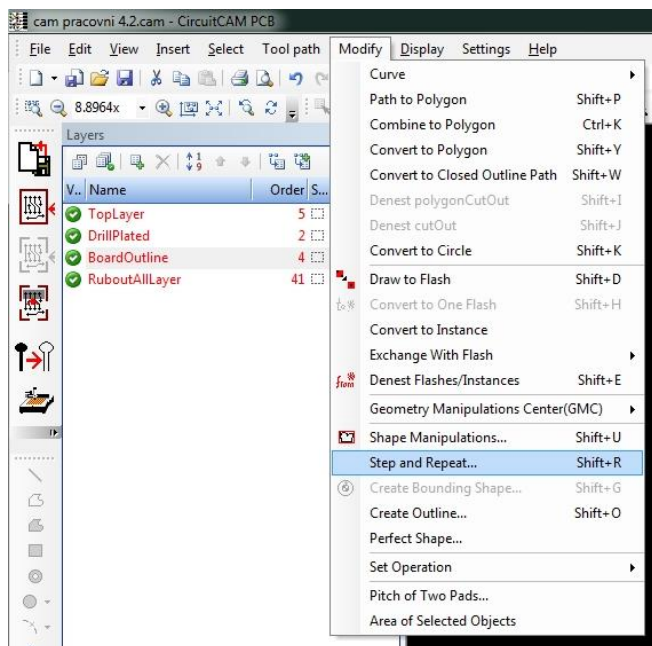 cam pracovni 4.2.cam - CircuitCAM PCB
File Edit View Insert Select Tool path Modify Display Settings Help
8.8964x
Layers
V.. Name Order S...
TopLayer 5
DrillPlated 2
BoardOutline 4
RuboutAllLayer 41
Curve
Path to Polygon Shift+P
Combine to Polygon Ctrl+K
Convert to Polygon Shift+Y
Convert to Closed Outline Path Shift+W
Denest polygonCutOut Shift+I
Denest cutOut Shift+J
Convert to Circle Shift+K
Draw to Flash Shift+D
Convert to One Flash Shift+H
Convert to Instance
Exchange With Flash
Denest Flashes/Instances Shift+E
Geometry Manipulations Center(GMC)
Shape Manipulations... Shift+U
Step and Repeat... Shift+R
Create Bounding Shape... Shift+G
Create Outline... Shift+O
Perfect Shape...
Set Operation
Pitch of Two Pads...
Area of Selected Objects